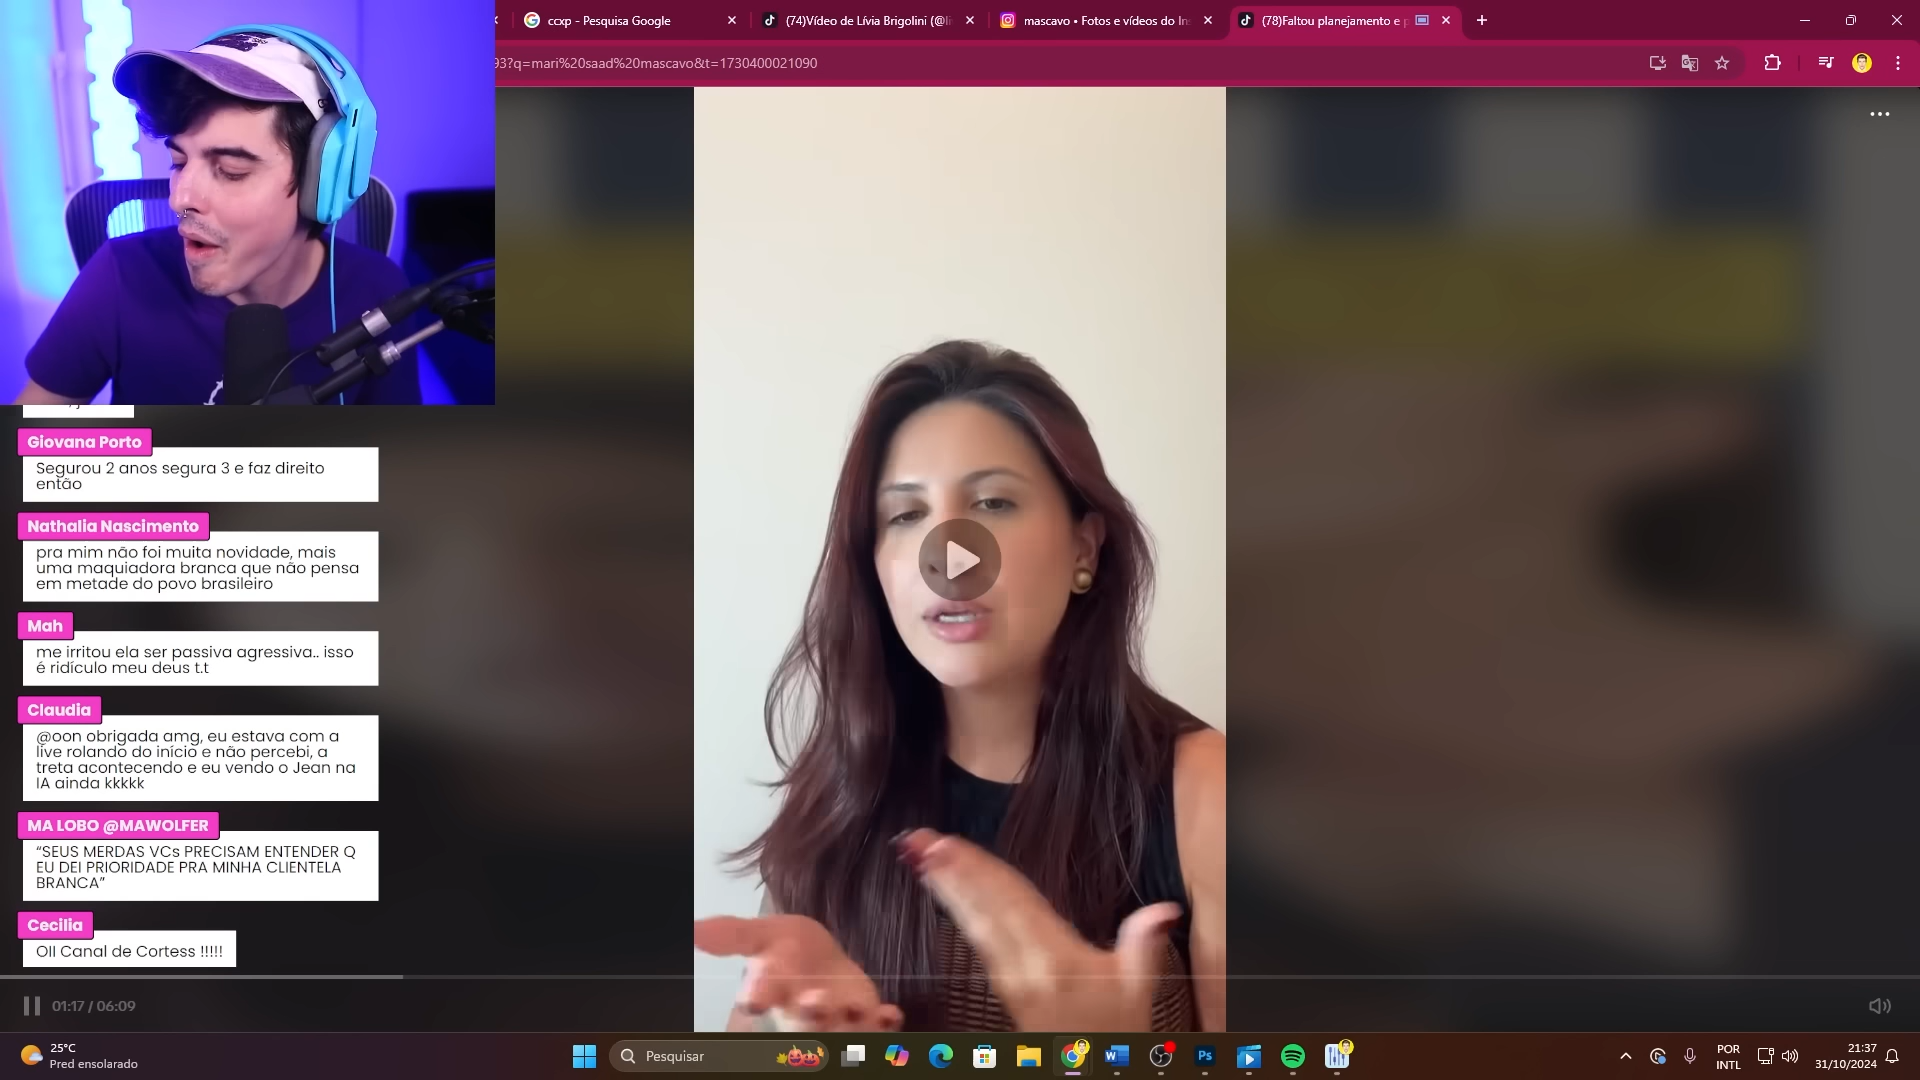 ccxp - Pesquisa Google
(74)Vídeo de Lívia Brigolini (@li
mascavo • Fotos e vídeos do In
(78)Faltou planejamento e p
93?q=mari%20saad%20mascavo&t=1730400021090
Giovana Porto
Segurou 2 anos segura 3 e faz direito
então
Nathalia Nascimento
pra mim não foi muita novidade, mais
uma maquiadora branca que não pensa
em metade do povo brasileiro
Mah
me irritou ela ser passiva agressiva.. isso
é ridículo meu deus t.t
Claudia
@oon obrigada amg, eu estava com a
live rolando do início e não percebi, a
treta acontecendo e eu vendo o Jean na
IA ainda kkkkk
MA LOBO @MAWOLFER
“SEUS MERDAS VCs PRECISAM ENTENDER Q
EU DEI PRIORIDADE PRA MINHA CLIENTELA
BRANCA”
Cecilia
OII Canal de Cortess !!!!!
01:17 / 06:09
25°C
Pred ensolarado
Pesquisar
POR
INTL
21:37
31/10/2024